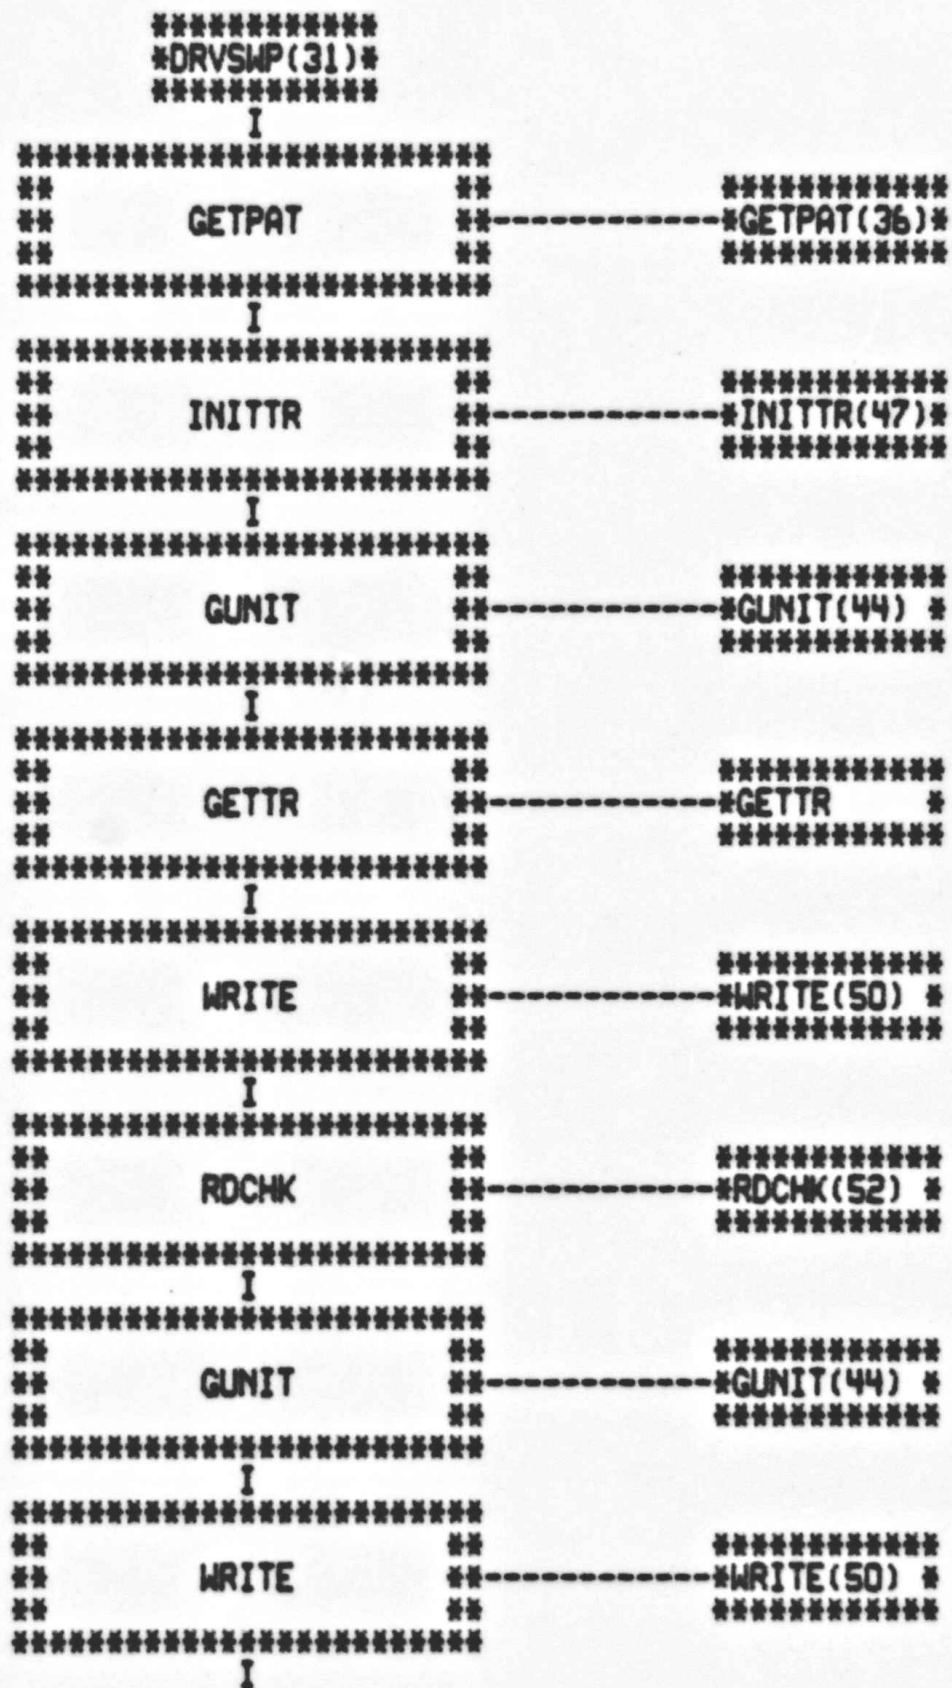 ************
*DRVSWP(31)*
************
I
*************************
** **
** GETPAT **-------------*GETPAT(36)*
** **
*************************
I
*************************
** **
** INITTR **-------------*INITTR(47)*
** **
*************************
I
*************************
** **
** GUNIT **-------------*GUNIT(44) *
** **
*************************
I
*************************
** **
** GETTR **-------------*GETTR *
** **
*************************
I
*************************
** **
** WRITE **-------------*WRITE(50) *
** **
*************************
I
*************************
** **
** RDCHK **-------------*RDCHK(52) *
** **
*************************
I
*************************
** **
** GUNIT **-------------*GUNIT(44) *
** **
*************************
I
*************************
** **
** WRITE **-------------*WRITE(50) *
** **
*************************
I